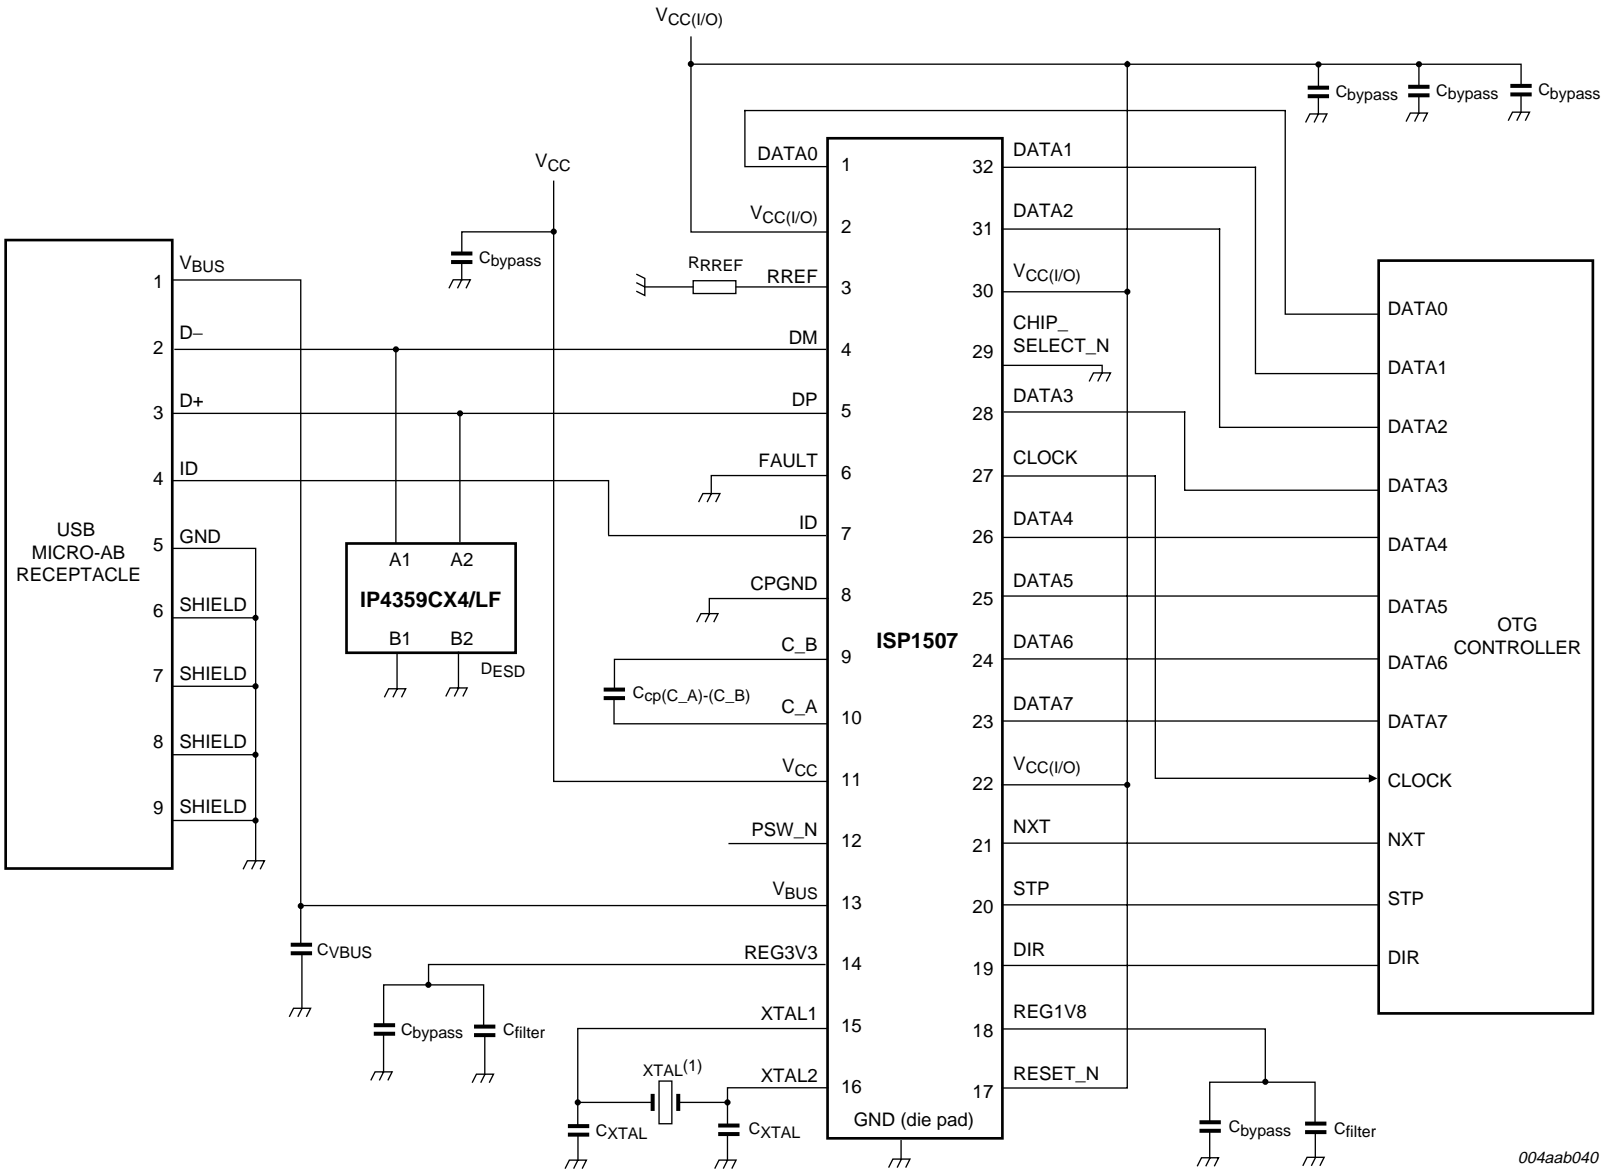 VCC(I/O)
Cbypass Cbypass Cbypass
VCC
Cbypass
USB
MICRO-AB
RECEPTACLE
1 VBUS
2 D−
3 D+
4 ID
5 GND
6 SHIELD
7 SHIELD
8 SHIELD
9 SHIELD
A1 A2
IP4359CX4/LF
B1 B2
DESD
CVBUS
Cbypass Cfilter
RRREF
Ccp(C_A)-(C_B)
XTAL(1)
CXTAL CXTAL
DATA0 1
VCC(I/O) 2
RREF 3
DM 4
DP 5
FAULT 6
ID 7
CPGND 8
C_B 9
C_A 10
VCC 11
PSW_N 12
VBUS 13
REG3V3 14
XTAL1 15
XTAL2 16
ISP1507
GND (die pad)
32 DATA1
31 DATA2
30 VCC(I/O)
29 CHIP_
SELECT_N
28 DATA3
27 CLOCK
26 DATA4
25 DATA5
24 DATA6
23 DATA7
22 VCC(I/O)
21 NXT
20 STP
19 DIR
18 REG1V8
17 RESET_N
Cbypass Cfilter
DATA0
DATA1
DATA2
DATA3
DATA4
DATA5
DATA6
DATA7
CLOCK
NXT
STP
DIR
OTG
CONTROLLER
004aab040